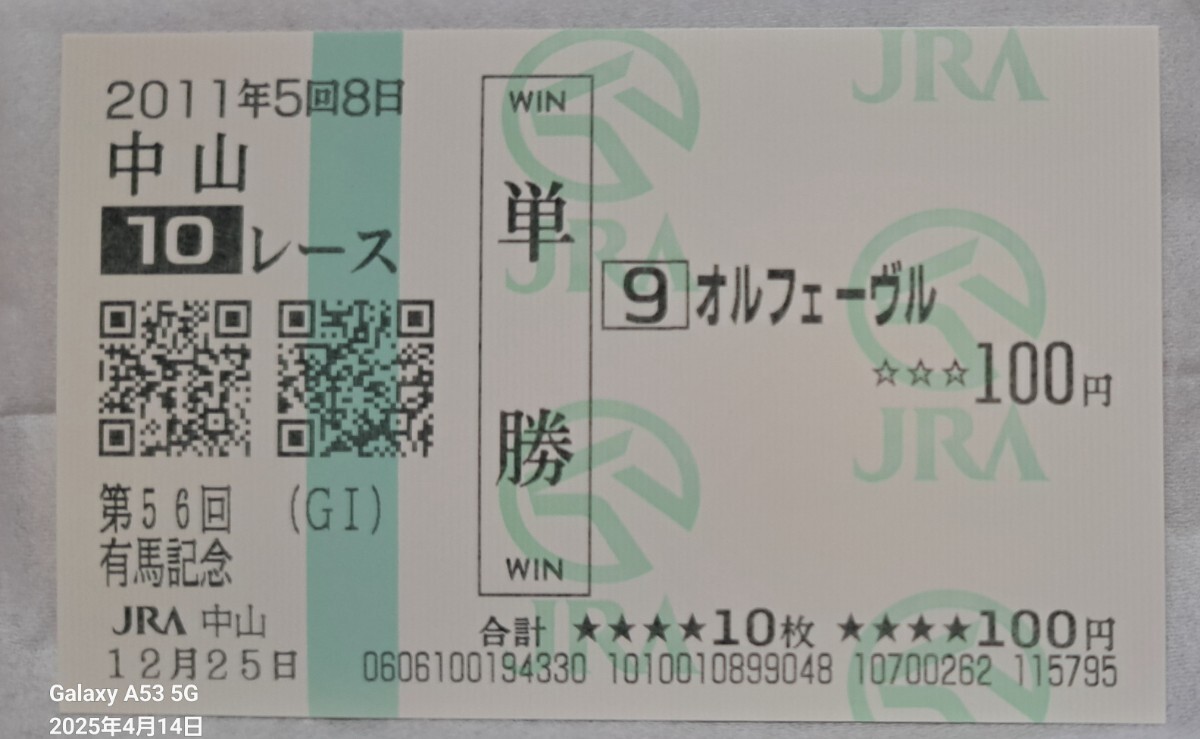 2011年5回8日
中山
10レース
第56回 (GI)
有馬記念
JRA 中山
12月25日
WIN
単勝
WIN
9 オルフェーヴル
☆☆☆100円
合計 ★★★★10枚 ★★★★100円
0606100194330 1010010899048 10700262 115795
JRA
JRA
JRA
JRA
Galaxy A53 5G
2025年4月14日